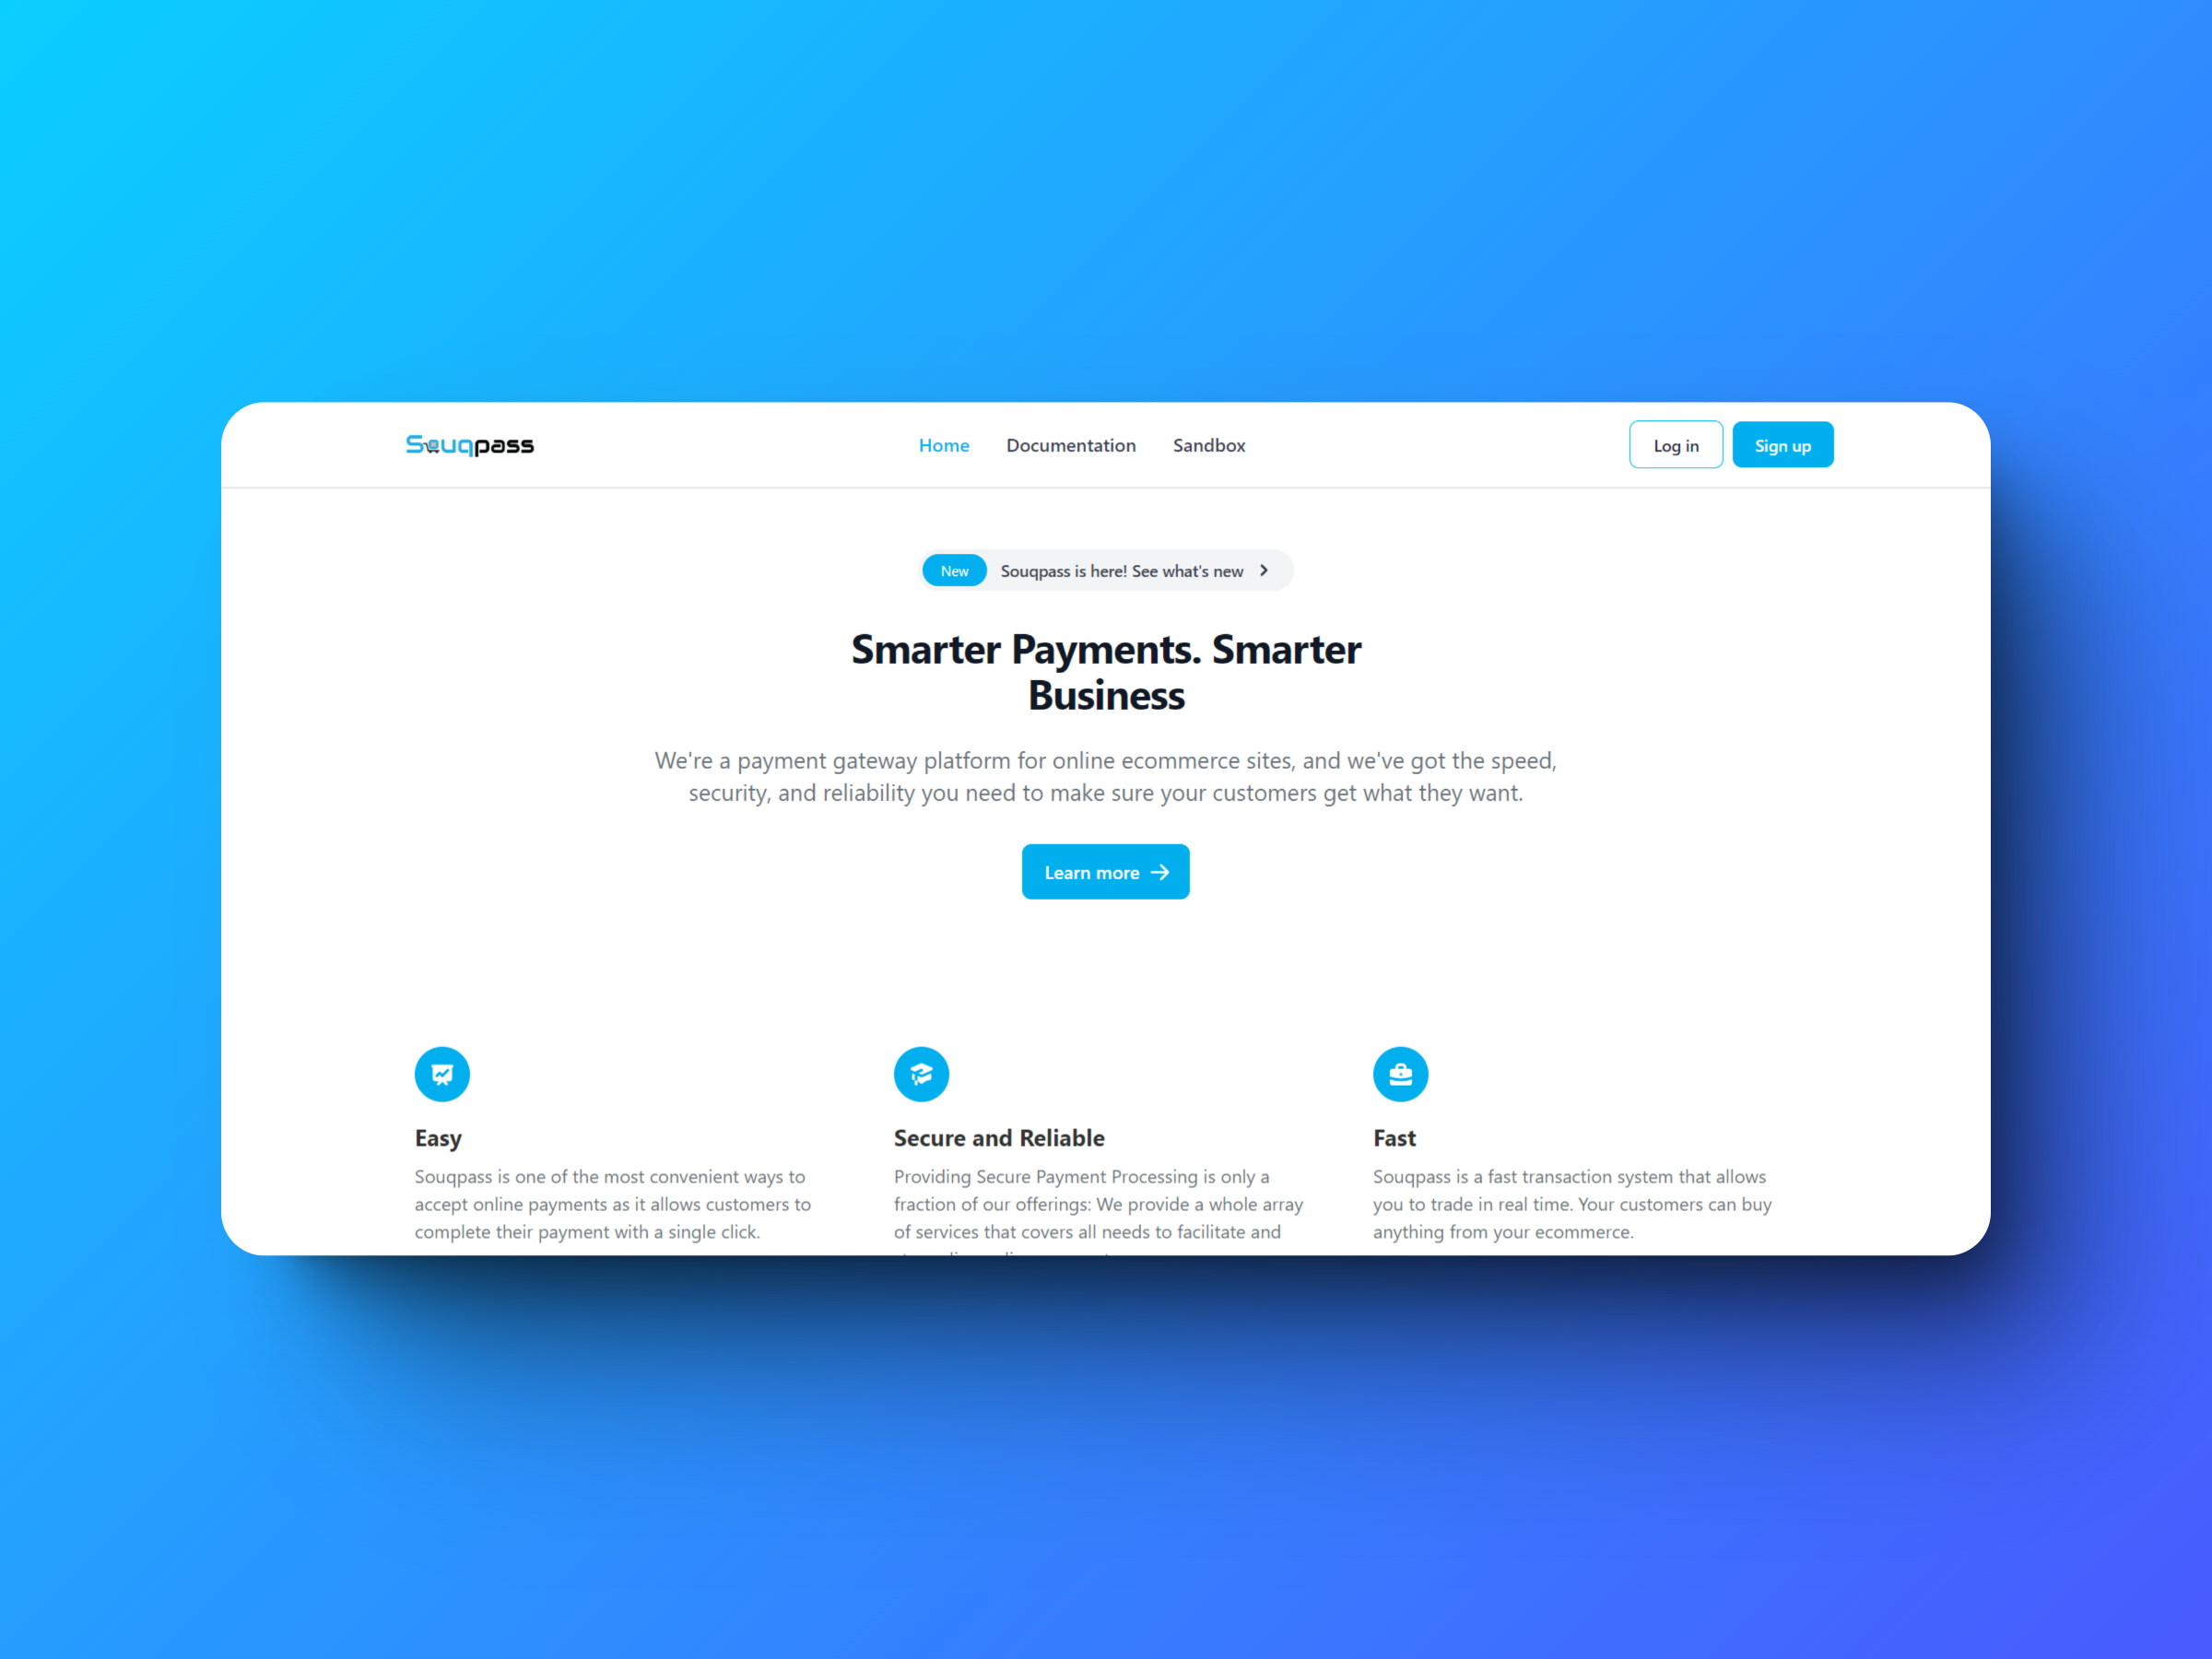 Souqpass
Home
Documentation
Sandbox
Log in
Sign up
New
Souqpass is here! See what's new
Smarter Payments. Smarter
Business
We're a payment gateway platform for online ecommerce sites, and we've got the speed,
security, and reliability you need to make sure your customers get what they want.
Learn more
Easy
Souqpass is one of the most convenient ways to
accept online payments as it allows customers to
complete their payment with a single click.
Secure and Reliable
Providing Secure Payment Processing is only a
fraction of our offerings: We provide a whole array
of services that covers all needs to facilitate and
Fast
Souqpass is a fast transaction system that allows
you to trade in real time. Your customers can buy
anything from your ecommerce.